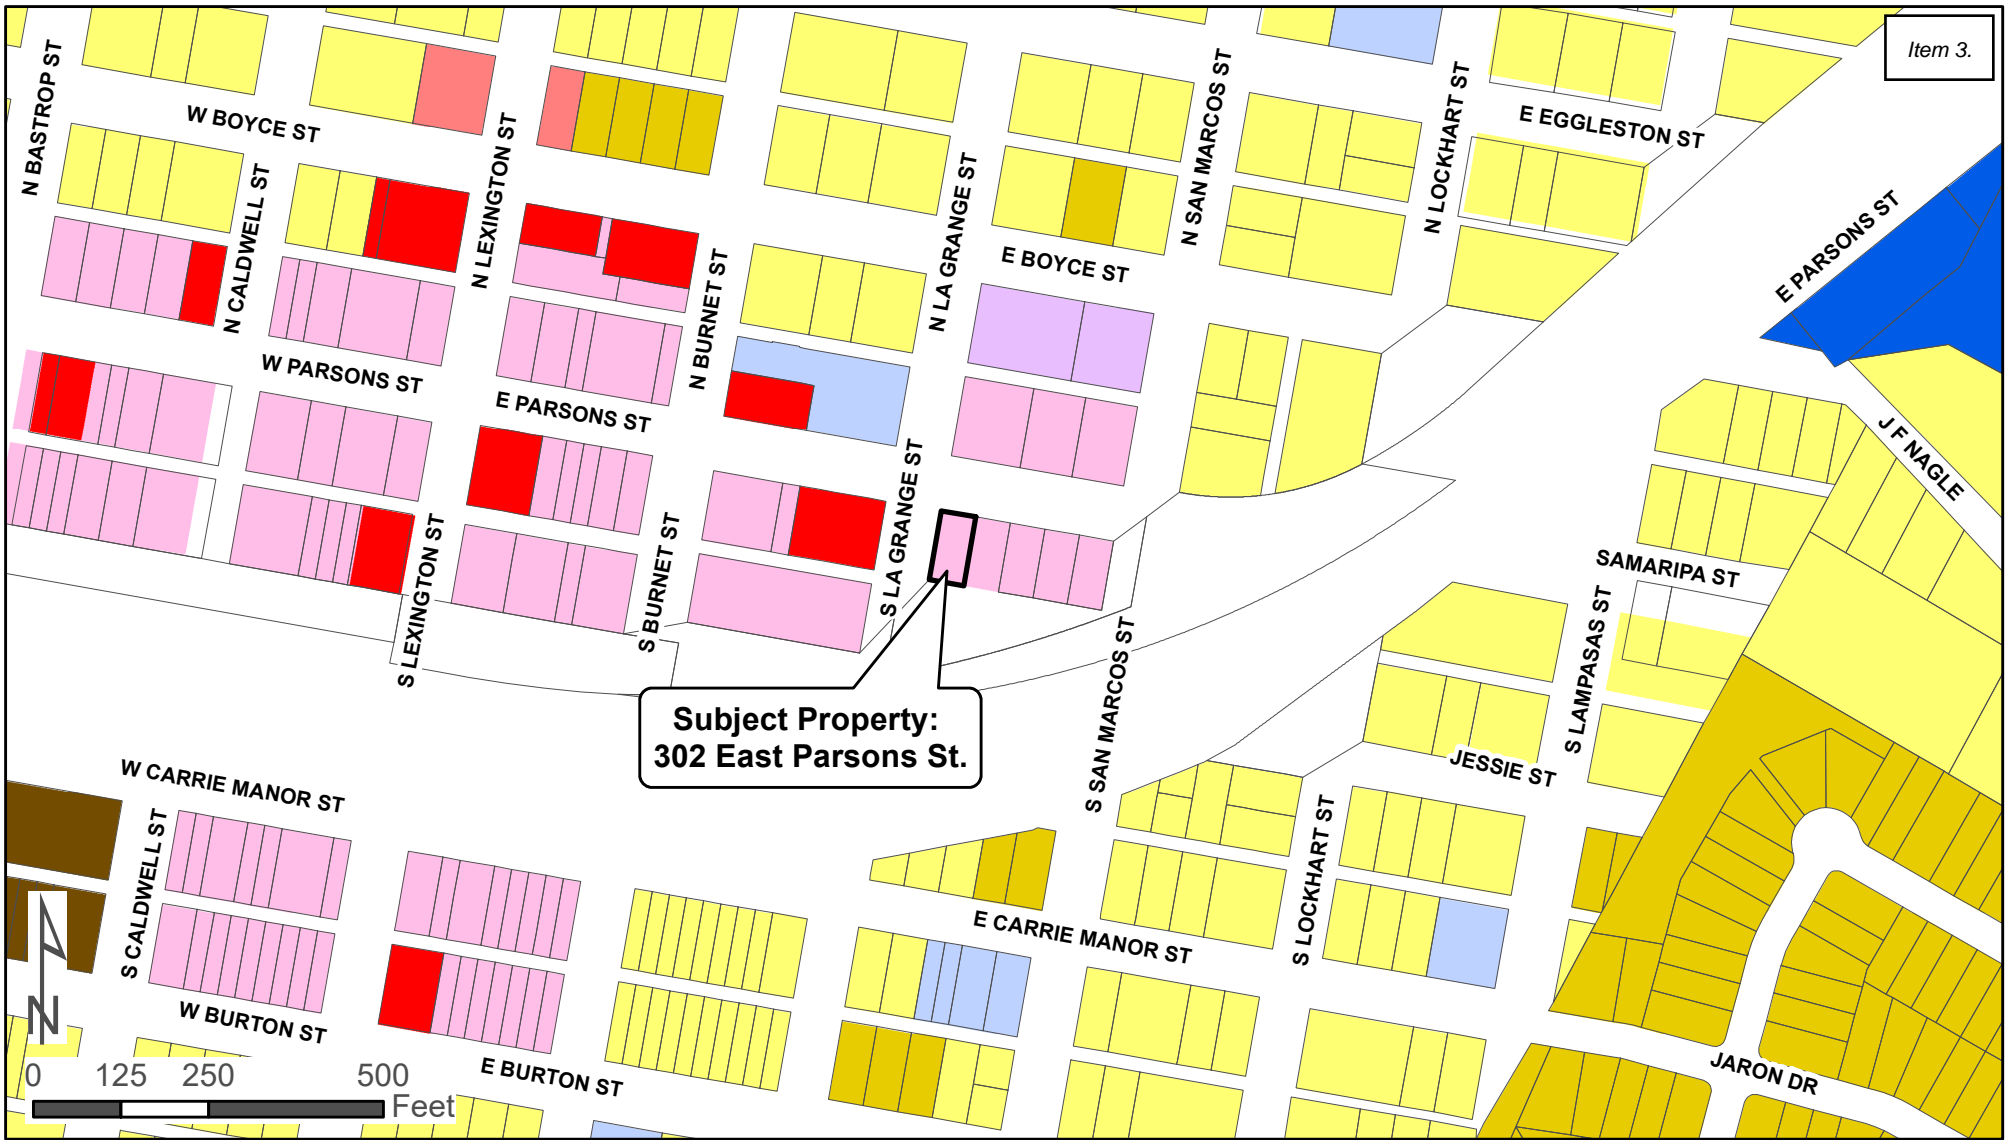 Item 3.
N BASTROP ST
W BOYCE ST
N CALDWELL ST
N LEXINGTON ST
N BURNET ST
N LA GRANGE ST
N SAN MARCOS ST
N LOCKHART ST
E EGGLESTON ST
E BOYCE ST
E PARSONS ST
W PARSONS ST
E PARSONS ST
J F NAGLE
S LEXINGTON ST
S BURNET ST
S LA GRANGE ST
SAMARIPA ST
S LAMPASAS ST
S SAN MARCOS ST
Subject Property:
302 East Parsons St.
JESSIE ST
W CARRIE MANOR ST
S CALDWELL ST
S LOCKHART ST
E CARRIE MANOR ST
W BURTON ST
E BURTON ST
JARON DR
N
0 125 250 500
Feet